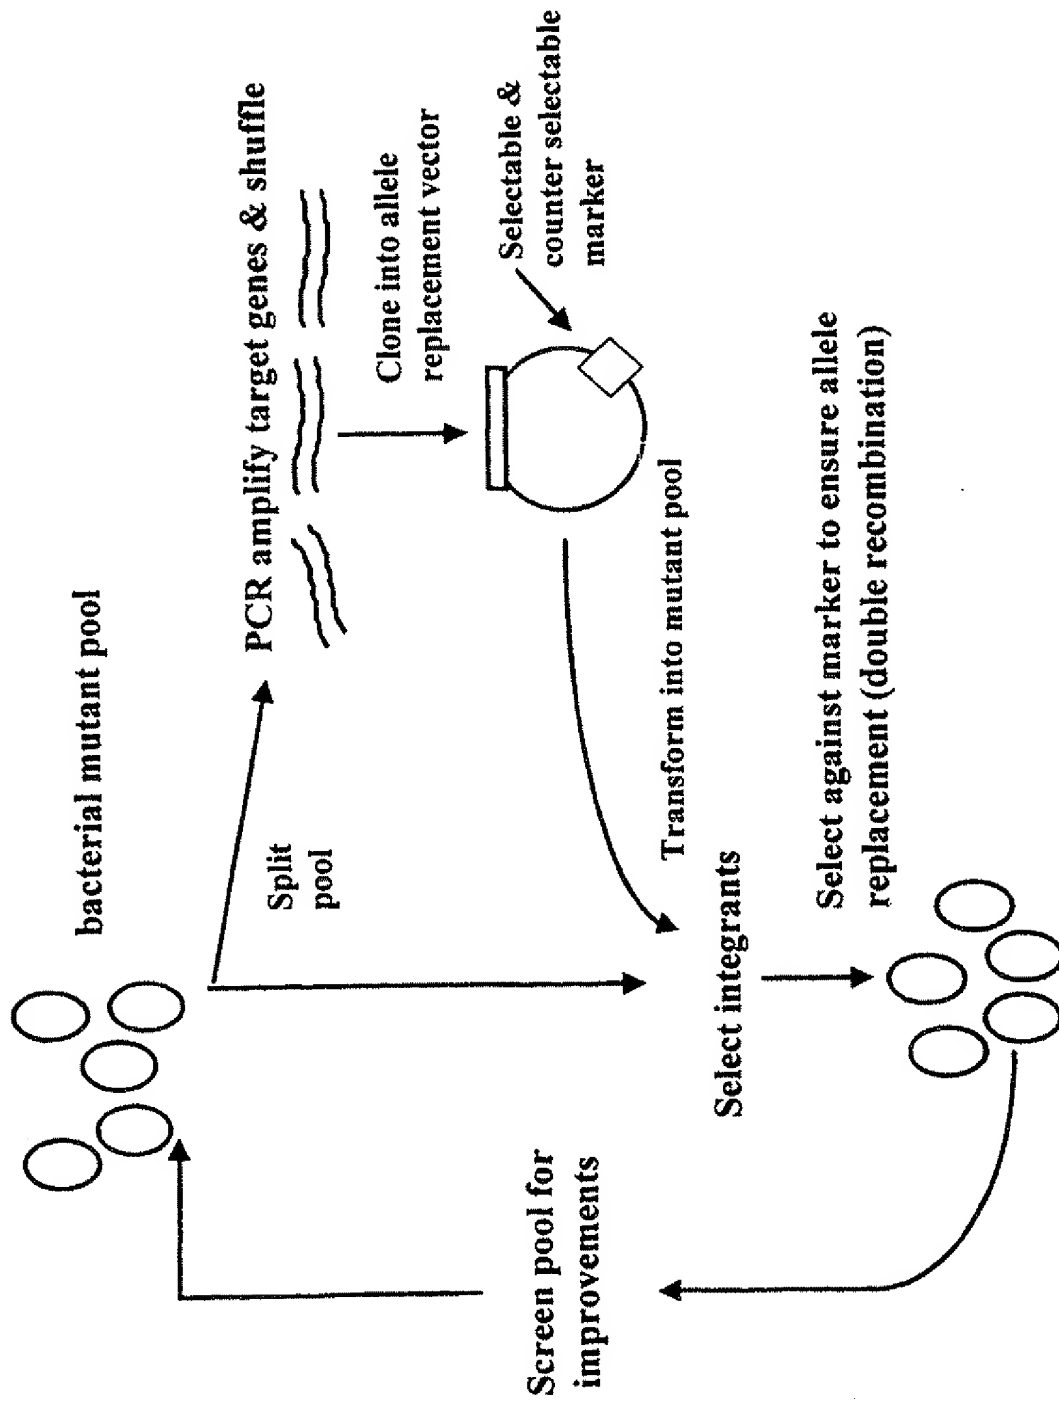 bacterial mutant pool
Split
pool
PCR amplify target genes & shuffle
Clone into allele
replacement vector
Selectable &
counter selectable
marker
Transform into mutant pool
Select integrants
Select against marker to ensure allele
replacement (double recombination)
Screen pool for
improvements